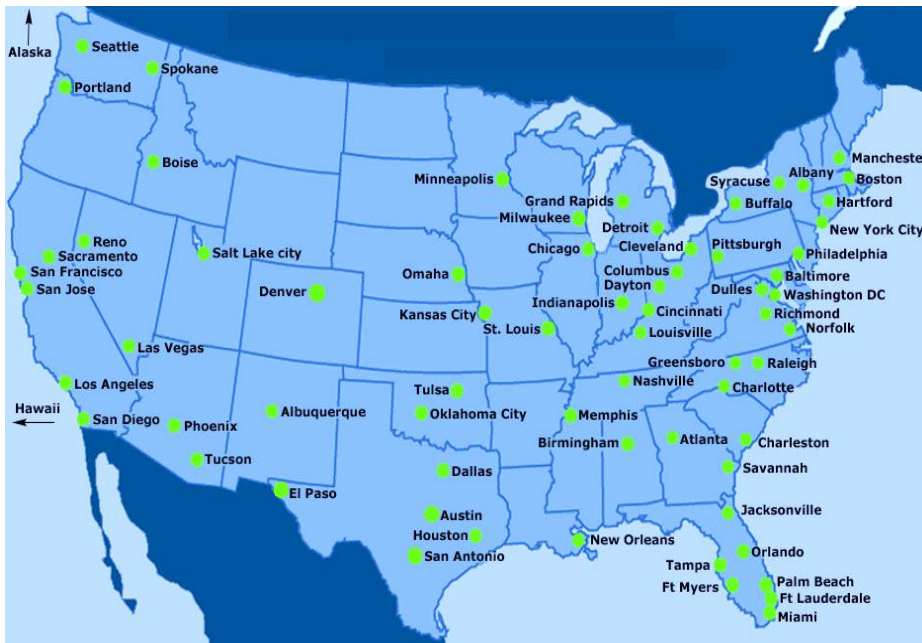 Alaska
Seattle
Spokane
Portland
Boise
Minneapolis
Manchester
Syracuse
Albany
Boston
Grand Rapids
Buffalo
Hartford
Milwaukee
Detroit
New York City
Reno
Sacramento
Salt Lake city
Chicago
Cleveland
Pittsburgh
Philadelphia
San Francisco
Omaha
Columbus
Baltimore
San Jose
Denver
Dayton
Dulles
Washington DC
Indianapolis
Cincinnati
Richmond
Kansas City
St. Louis
Louisville
Norfolk
Las Vegas
Greensboro
Raleigh
Los Angeles
Tulsa
Nashville
Charlotte
Hawaii
San Diego
Phoenix
Albuquerque
Oklahoma City
Memphis
Birmingham
Atlanta
Charleston
Tucson
Dallas
Savannah
El Paso
Austin
Jacksonville
Houston
New Orleans
San Antonio
Orlando
Tampa
Ft Myers
Palm Beach
Ft Lauderdale
Miami